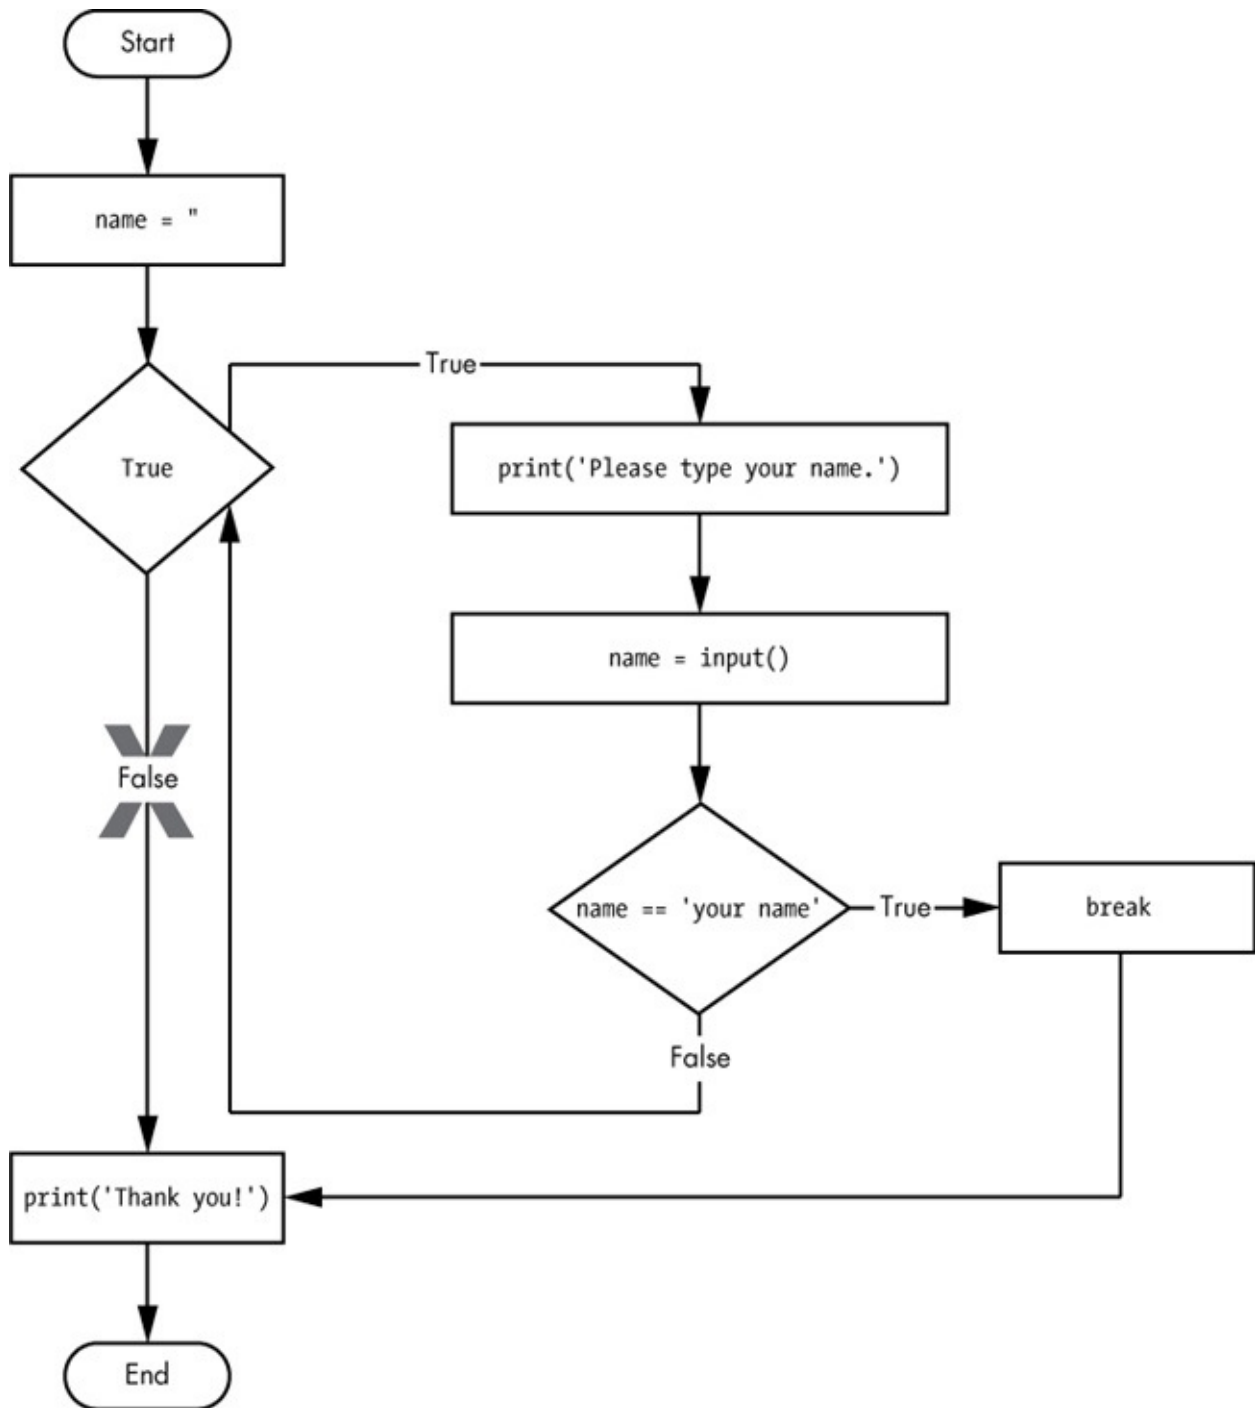 Start
name = "
True
True
print('Please type your name.')
name = input()
False
name == 'your name'
True
break
False
print('Thank you!')
End